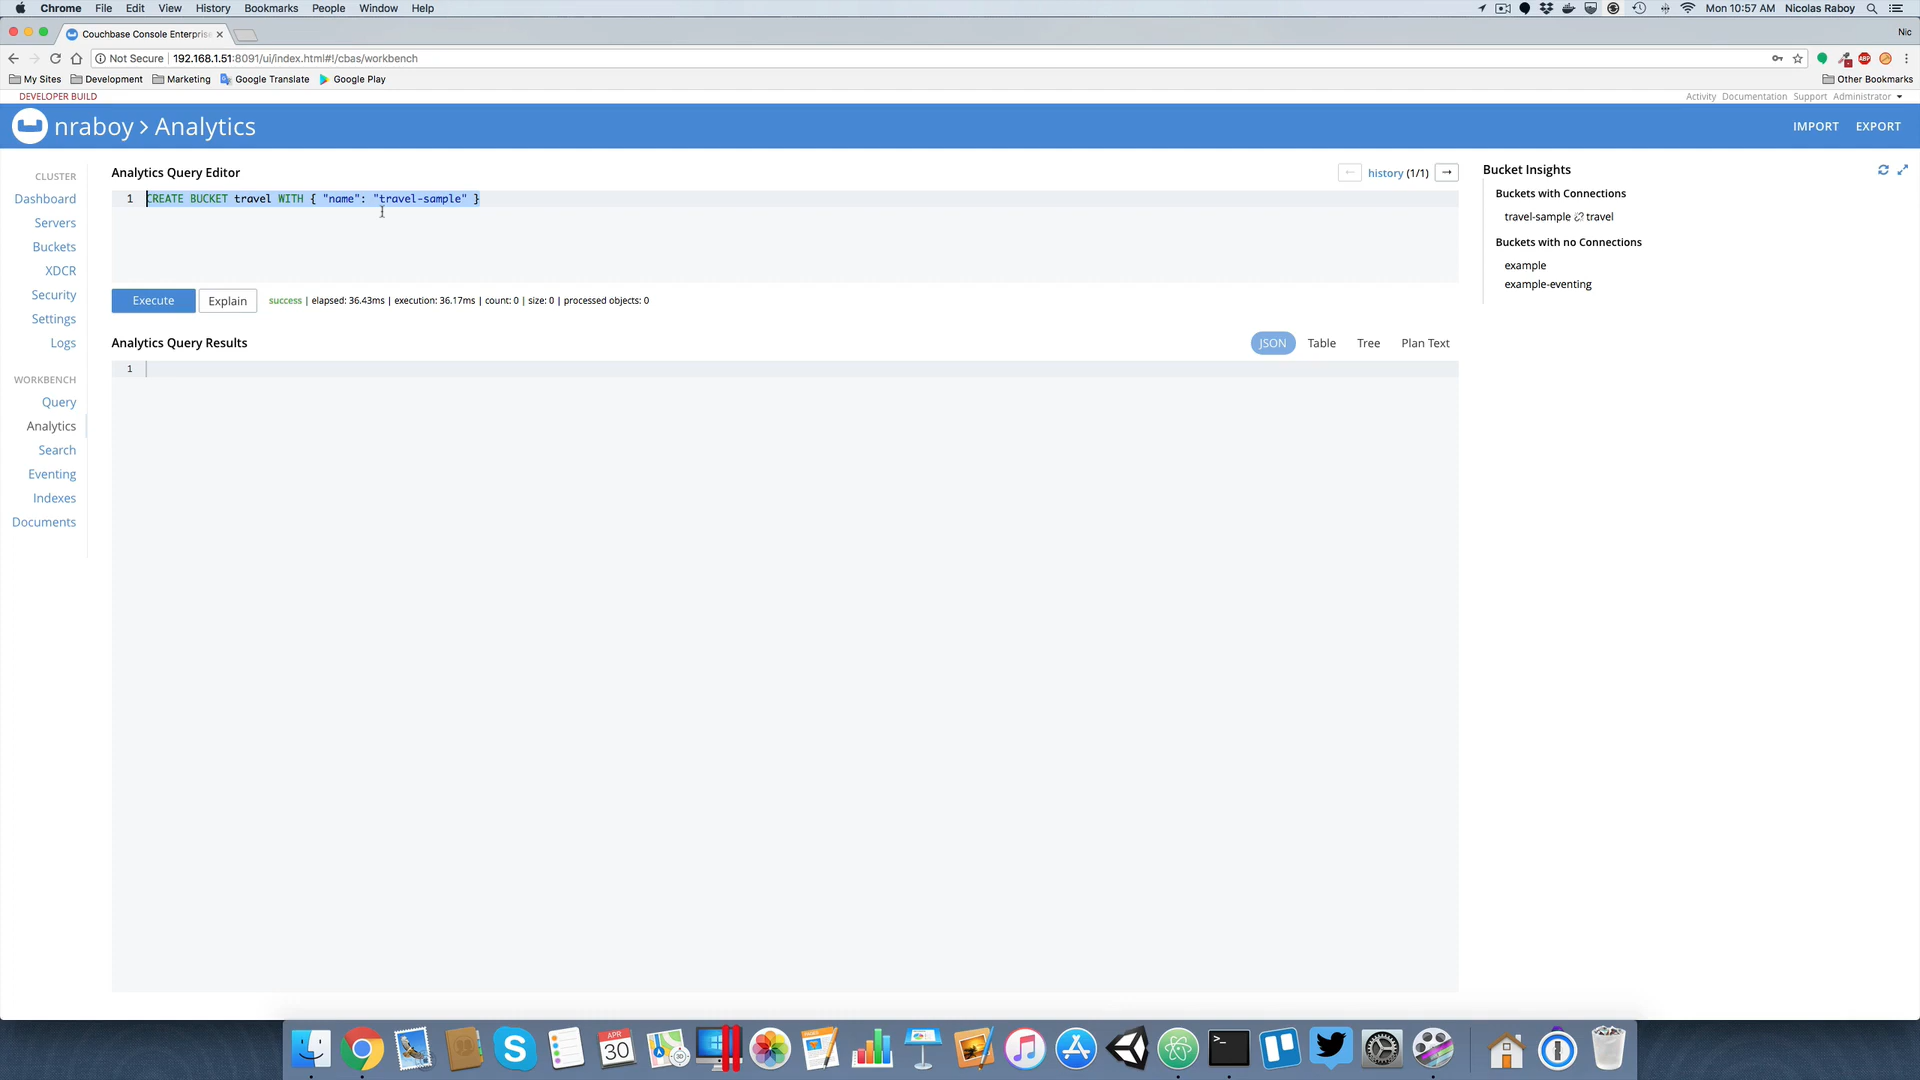 Chrome File Edit View History Bookmarks People Window Help Mon 10:57 AM Nicolas Raboy
Couchbase Console Enterpris Nic
Not Secure 192.168.1.51:8091/ui/index.html#!/cbas/workbench
My Sites Development Marketing Google Translate Google Play Other Bookmarks
DEVELOPER BUILD Activity Documentation Support Administrator
nraboy > Analytics IMPORT EXPORT
CLUSTER
Dashboard
Servers
Buckets
XDCR
Security
Settings
Logs
WORKBENCH
Query
Analytics
Search
Eventing
Indexes
Documents
Analytics Query Editor ← history (1/1) →
1 CREATE BUCKET travel WITH { "name": "travel-sample" }
Execute Explain success | elapsed: 36.43ms | execution: 36.17ms | count: 0 | size: 0 | processed objects: 0
Analytics Query Results JSON Table Tree Plan Text
1
Bucket Insights
Buckets with Connections
travel-sample travel
Buckets with no Connections
example
example-eventing
APR
30